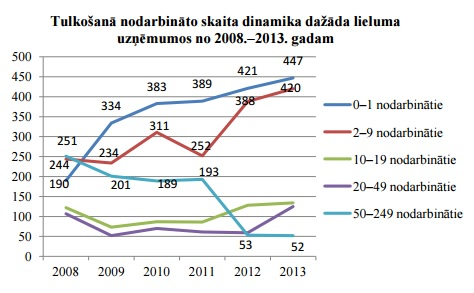 Tulkošanā nodarbināto skaita dinamika dažāda lieluma
uzņēmumos no 2008.–2013. gadam
500
450
400
350
300
250
200
150
100
50
0
2008 2009 2010 2011 2012 2013
190 334 383 389 421 447
244 234 311 252 388 420
251 201 189 193 53 52
0–1 nodarbinātie
2–9 nodarbinātie
10–19 nodarbinātie
20–49 nodarbinātie
50–249 nodarbinātie